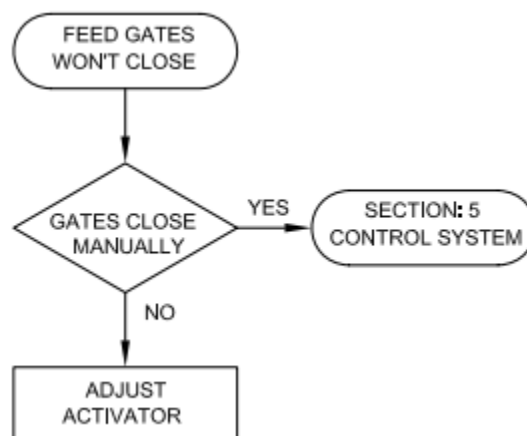 FEED GATES
WON'T CLOSE
GATES CLOSE
MANUALLY
YES
SECTION: 5
CONTROL SYSTEM
NO
ADJUST
ACTIVATOR